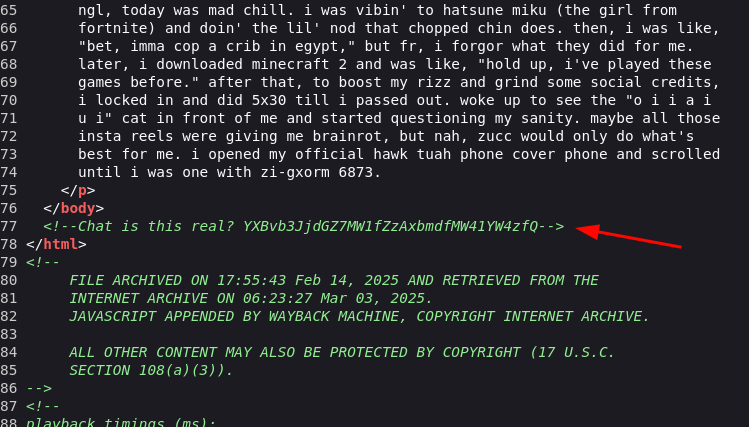 65 ngl, today was mad chill. i was vibin' to hatsune miku (the girl from
66 fortnite) and doin' the lil' nod that chopped chin does. then, i was like,
67 "bet, imma cop a crib in egypt," but fr, i forgor what they did for me.
68 later, i downloaded minecraft 2 and was like, "hold up, i've played these
69 games before." after that, to boost my rizz and grind some social credits,
70 i locked in and did 5x30 till i passed out. woke up to see the "o i i a i
71 u i" cat in front of me and started questioning my sanity. maybe all those
72 insta reels were giving me brainrot, but nah, zucc would only do what's
73 best for me. i opened my official hawk tuah phone cover phone and scrolled
74 until i was one with zi-gxorm 6873.
75 </p>
76 </body>
77 <!--Chat is this real? YXBvb3JjdGZ7MW1fZzAxbmdfMW41YW4zfQ-->
78 </html>
79 <!--
80 FILE ARCHIVED ON 17:55:43 Feb 14, 2025 AND RETRIEVED FROM THE
81 INTERNET ARCHIVE ON 06:23:27 Mar 03, 2025.
82 JAVASCRIPT APPENDED BY WAYBACK MACHINE, COPYRIGHT INTERNET ARCHIVE.
83
84 ALL OTHER CONTENT MAY ALSO BE PROTECTED BY COPYRIGHT (17 U.S.C.
85 SECTION 108(a)(3)).
86 -->
87 <!--
88 playback timings (ms):